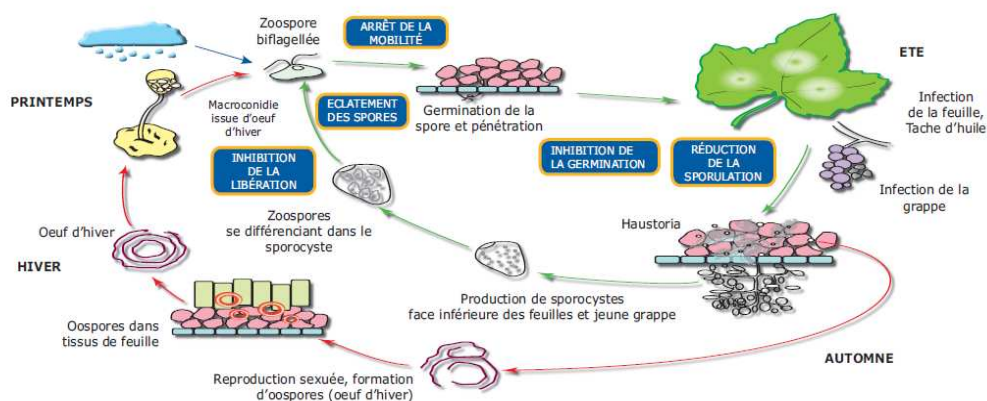 Zoospore
biflagellée
ARRÊT DE LA
MOBILITÉ
ETE
PRINTEMPS
Macroconidie
issue d'oeuf
d'hiver
ECLATEMENT
DES SPORES
Germination de la
spore et pénétration
Infection
de la feuille,
Tache d'huile
INHIBITION
DE LA
LIBÉRATION
INHIBITION DE
LA GERMINATION
RÉDUCTION
DE LA
SPORULATION
Infection de la
grappe
Zoospores
se différenciant dans le
sporocyste
Haustoria
Oeuf d'hiver
HIVER
Production de sporocystes
face inférieure des feuilles et jeune grappe
Oospores dans
tissus de feuille
AUTOMNE
Reproduction sexuée, formation
d'oospores (oeuf d'hiver)